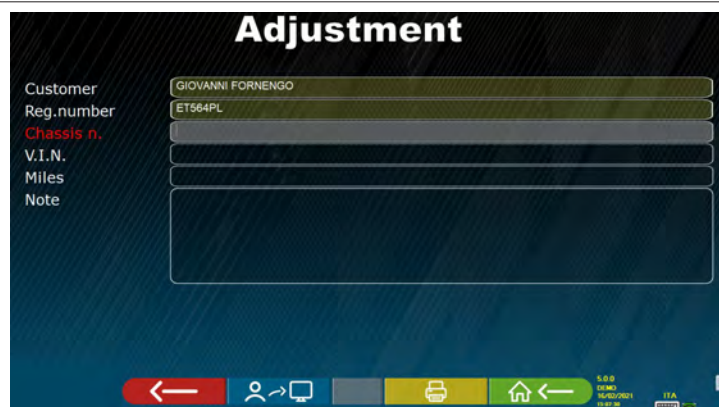 Adjustment
Customer GIOVANNI FORNENGO
Reg.number ET564PL
Chassis n.
V.I.N.
Miles
Note
5.0.0
DEMO
16/02/2021
ITA